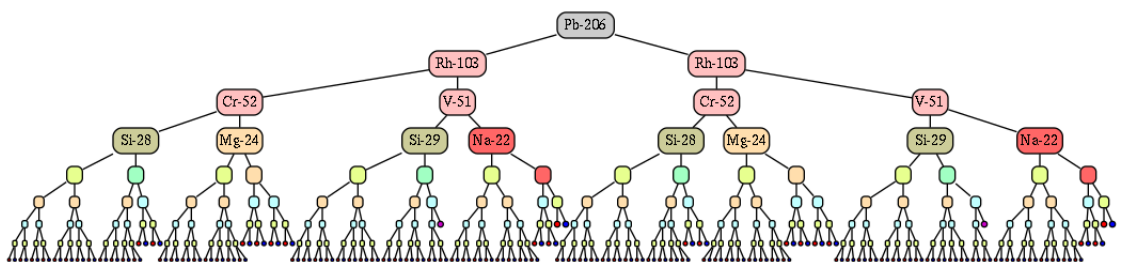 Pb-206
Rh-103 Rh-103
Cr-52 V-51 Cr-52 V-51
Si-28 Mg-24 Si-29 Na-22 Si-28 Mg-24 Si-29 Na-22